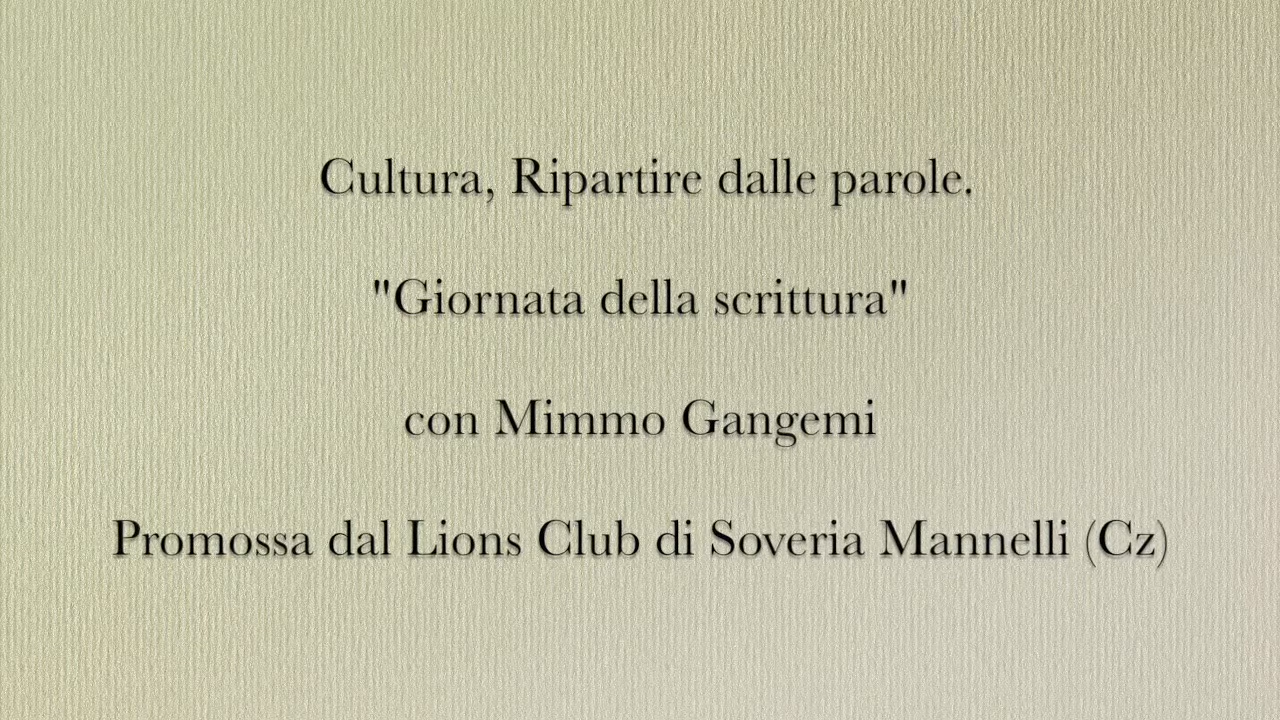 Cultura, Ripartire dalle parole.
"Giornata della scrittura"
con Mimmo Gangemi
Promossa dal Lions Club di Soveria Mannelli (Cz)